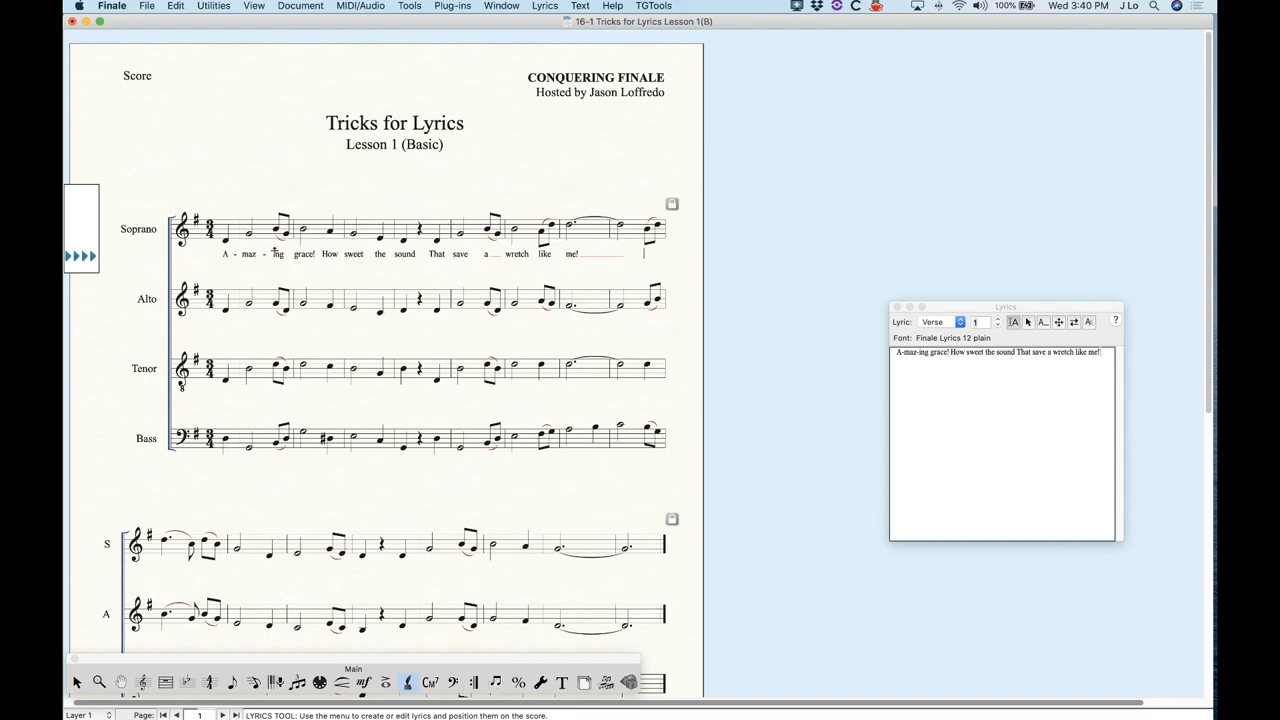 Finale File Edit Utilities View Document MIDI/Audio Tools Plug-ins Window Lyrics Text Help TGTools 100% Wed 3:40 PM J Lo
16-1 Tricks for Lyrics Lesson 1(B)
Score
CONQUERING FINALE
Hosted by Jason Loffredo
Tricks for Lyrics
Lesson 1 (Basic)
Soprano
A - maz - ing grace! How sweet the sound That save a wretch like me!
Alto
Tenor
Bass
S
A
Lyrics
Lyric: Verse 1 ?
Font: Finale Lyrics 12 plain
A-maz-ing grace! How sweet the sound That save a wretch like me!
Main
mf CM7 % T
Layer 1 Page: 1 LYRICS TOOL: Use the menu to create or edit lyrics and position them on the score.